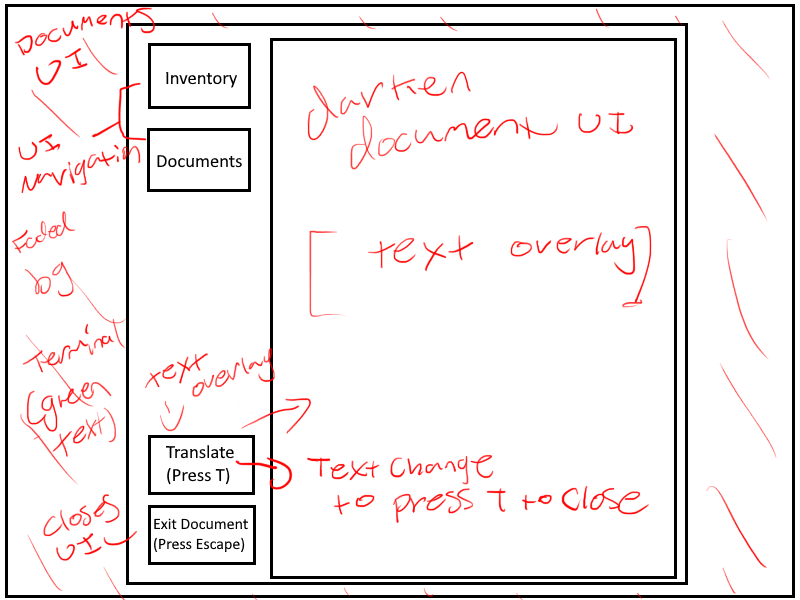 Documents
UI
Inventory
darken
document UI
UI
Navigation
Documents
Faded
bg
text overlay
Terminal
(green
text)
text
overlay
Translate
(Press T)
Text Change
to press T to close
Closes
UI
Exit Document
(Press Escape)